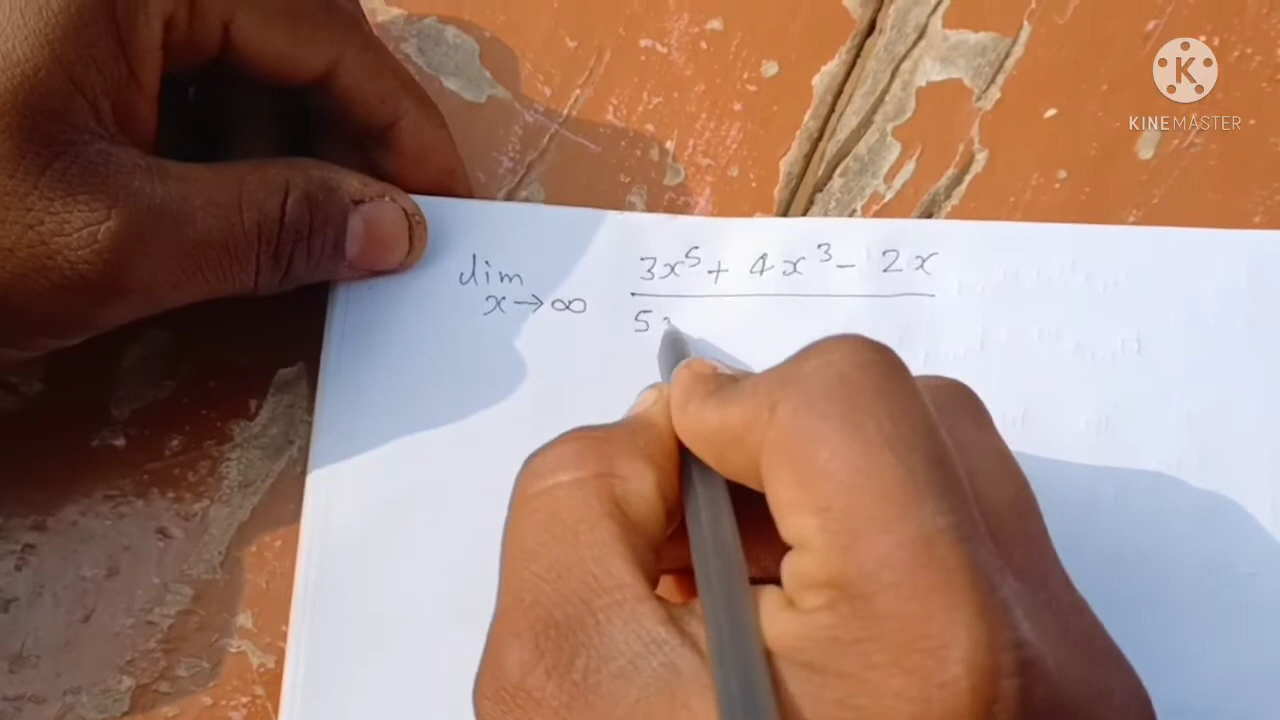 KINEMASTER
lim 3x⁵ + 4x³ - 2x
x → ∞ 5